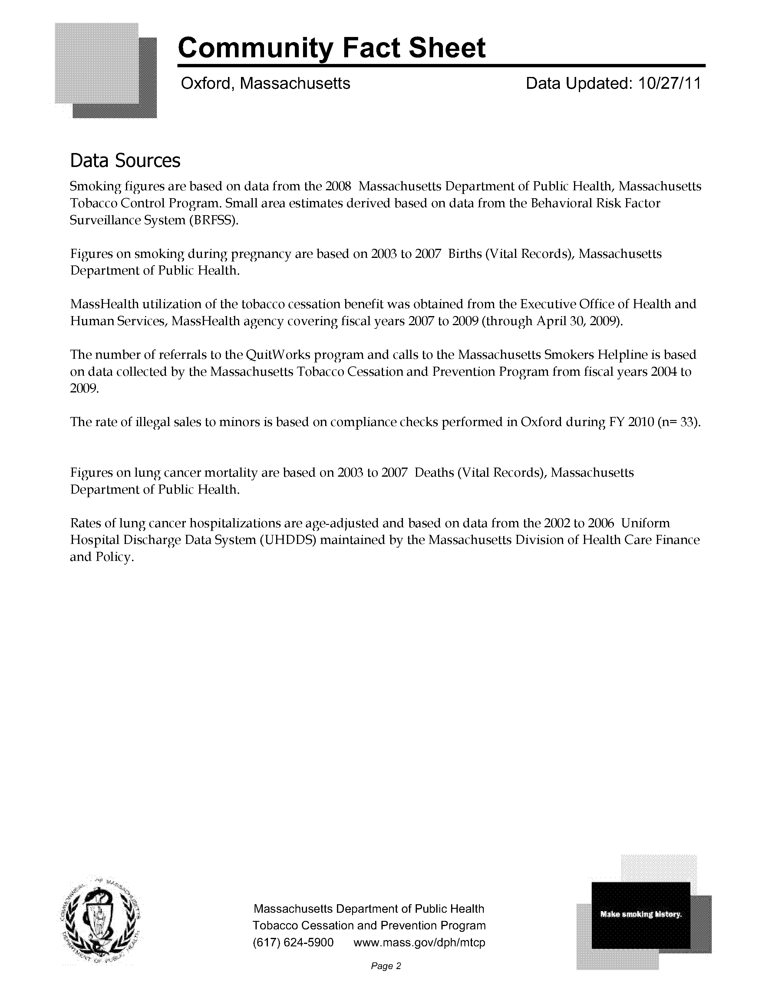 Community Fact Sheet
Oxford, Massachusetts Data Updated: 10/27/11
Data Sources
Smoking figures are based on data from the 2008  Massachusetts Department of Public Health, Massachusetts
Tobacco Control Program. Small area estimates derived based on data from the Behavioral Risk Factor
Surveillance System (BRFSS).
Figures on smoking during pregnancy are based on 2003 to 2007  Births (Vital Records), Massachusetts
Department of Public Health.
MassHealth utilization of the tobacco cessation benefit was obtained from the Executive Office of Health and
Human Services, MassHealth agency covering fiscal years 2007 to 2009 (through April 30, 2009).
The number of referrals to the QuitWorks program and calls to the Massachusetts Smokers Helpline is based
on data collected by the Massachusetts Tobacco Cessation and Prevention Program from fiscal years 2004 to
2009.
The rate of illegal sales to minors is based on compliance checks performed in Oxford during FY 2010 (n= 33).
Figures on lung cancer mortality are based on 2003 to 2007  Deaths (Vital Records), Massachusetts
Department of Public Health.
Rates of lung cancer hospitalizations are age-adjusted and based on data from the 2002 to 2006  Uniform
Hospital Discharge Data System (UHDDS) maintained by the Massachusetts Division of Health Care Finance
and Policy.
COMMONWEAL OF MASSACHUSETTS
DEPARTMENT OF PUBLIC HEALTH
Massachusetts Department of Public Health
Tobacco Cessation and Prevention Program
(617) 624-5900 www.mass.gov/dph/mtcp
Make smoking history.
Page 2